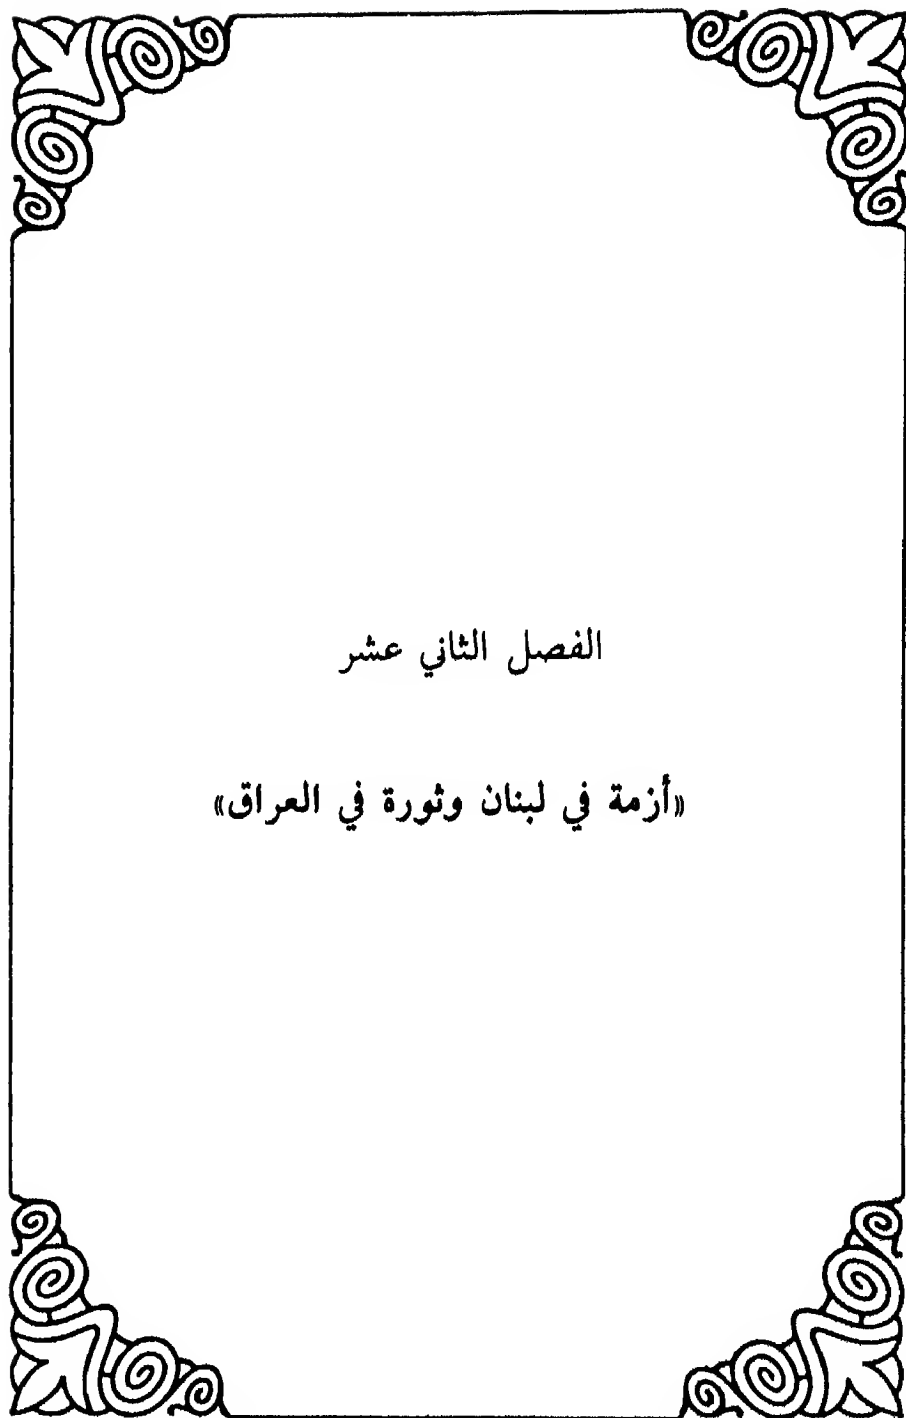 الفصل الثاني عشر
«أزمة في لبنان وثورة في العراق»